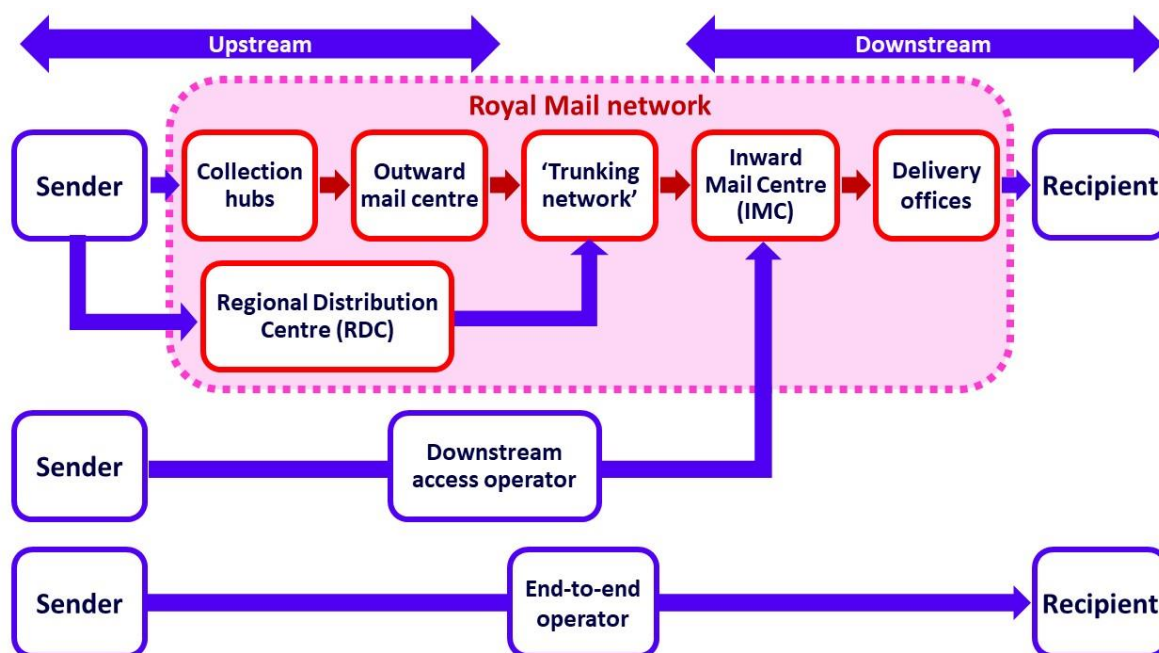 Upstream
Downstream
Royal Mail network
Sender
Collection
hubs
Outward
mail centre
‘Trunking
network’
Inward
Mail Centre
(IMC)
Delivery
offices
Recipient
Regional Distribution
Centre (RDC)
Sender
Downstream
access operator
Sender
End-to-end
operator
Recipient